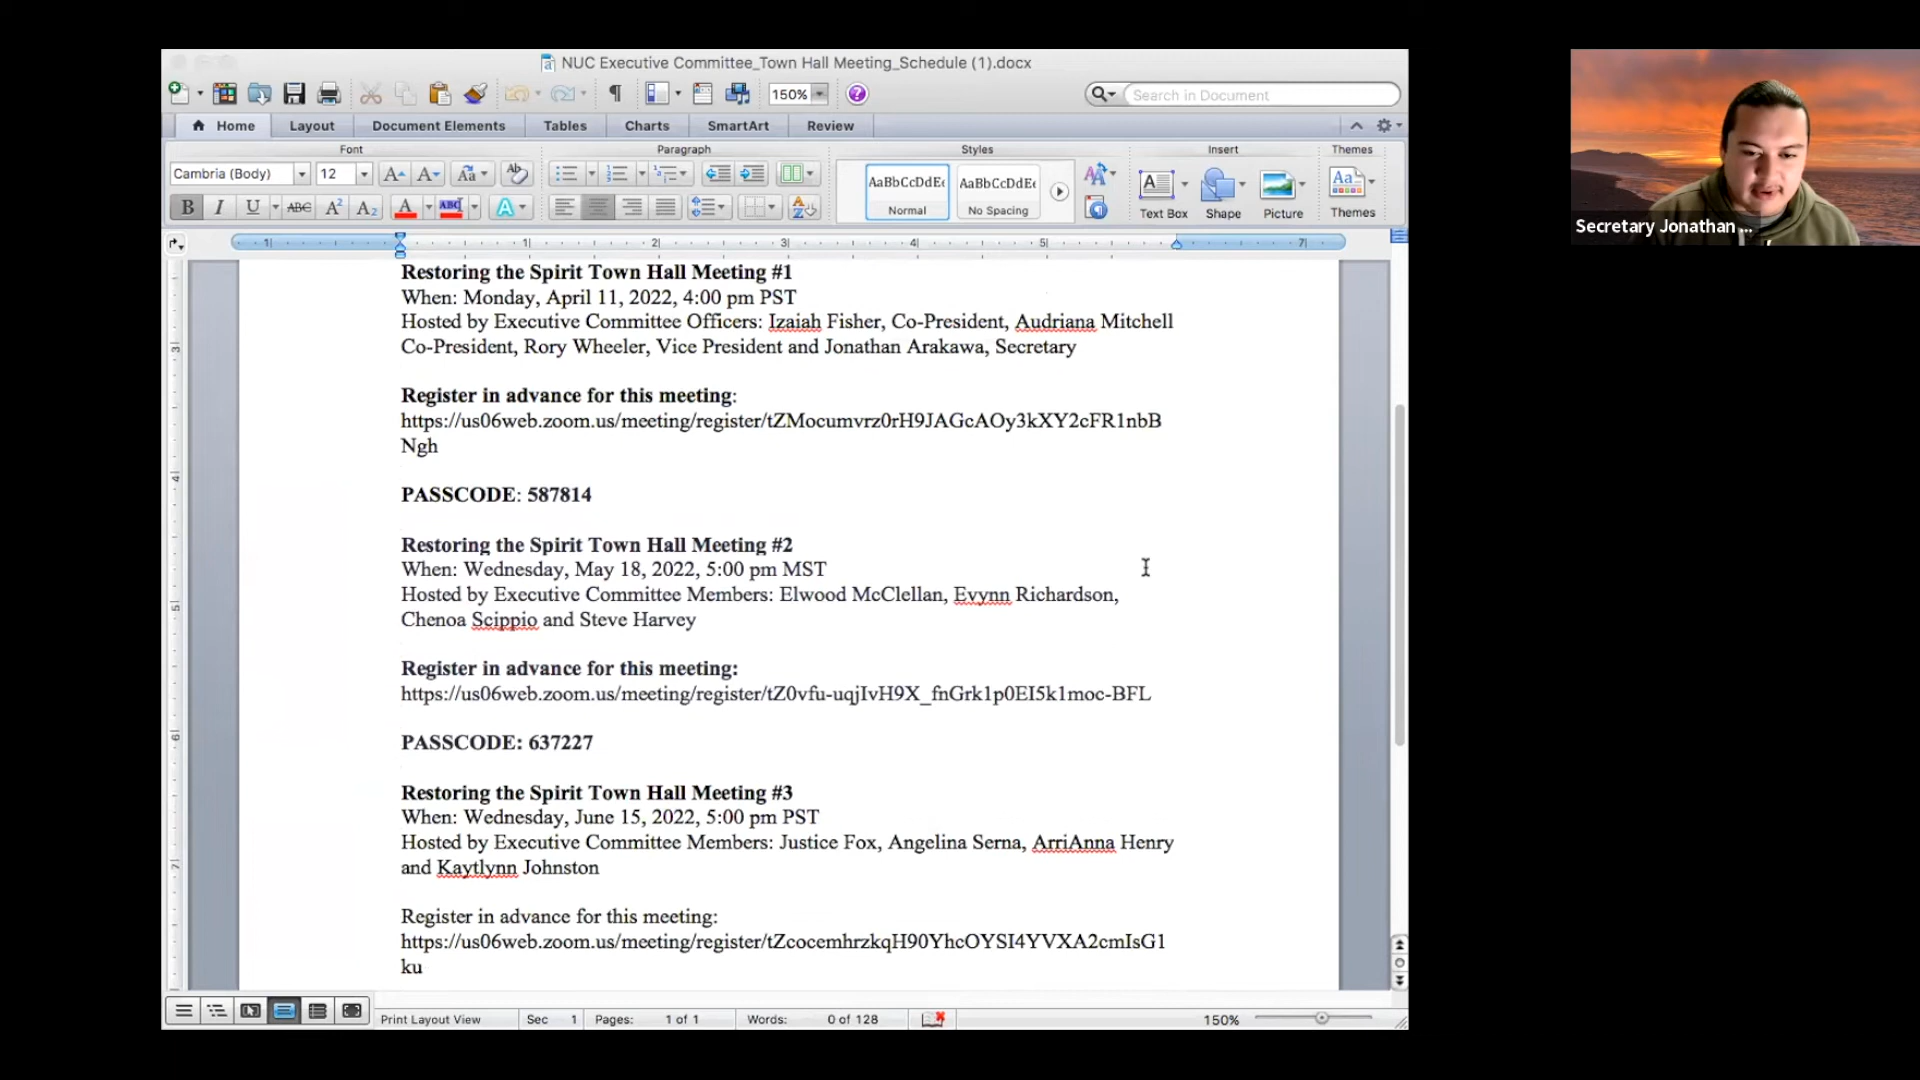 NUC Executive Committee_Town Hall Meeting_Schedule (1).docx
150%
Search in Document
Home Layout Document Elements Tables Charts SmartArt Review
Font Paragraph Styles Insert Themes
Cambria (Body) 12
AaBbCcDdE
AaBbCcDdE
Normal
No Spacing
Text Box Shape Picture Themes
Restoring the Spirit Town Hall Meeting #1
When: Monday, April 11, 2022, 4:00 pm PST
Hosted by Executive Committee Officers: Izaiah Fisher, Co-President, Audriana Mitchell
Co-President, Rory Wheeler, Vice President and Jonathan Arakawa, Secretary
Register in advance for this meeting:
https://us06web.zoom.us/meeting/register/tZMocumvrz0rH9JAGcAOy3kXY2cFR1nbB
Ngh
PASSCODE: 587814
Restoring the Spirit Town Hall Meeting #2
When: Wednesday, May 18, 2022, 5:00 pm MST
Hosted by Executive Committee Members: Elwood McClellan, Evynn Richardson,
Chenoa Scippio and Steve Harvey
Register in advance for this meeting:
https://us06web.zoom.us/meeting/register/tZ0vfu-uqjIvH9X_fnGrk1p0EI5k1moc-BFL
PASSCODE: 637227
Restoring the Spirit Town Hall Meeting #3
When: Wednesday, June 15, 2022, 5:00 pm PST
Hosted by Executive Committee Members: Justice Fox, Angelina Serna, ArriAnna Henry
and Kaytlynn Johnston
Register in advance for this meeting:
https://us06web.zoom.us/meeting/register/tZcocemhrzkqH90YhcOYSI4YVXA2cmIsG1
ku
Print Layout View Sec 1 Pages: 1 of 1 Words: 0 of 128 150%
Secretary Jonathan ...